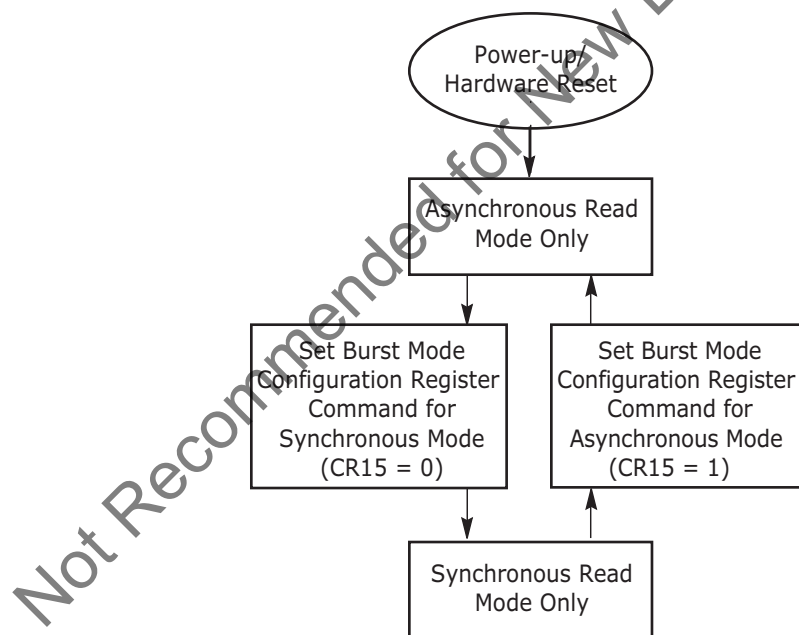 Power-up/
Hardware Reset
Asynchronous Read
Mode Only
Set Burst Mode
Configuration Register
Command for
Synchronous Mode
(CR15 = 0)
Set Burst Mode
Configuration Register
Command for
Asynchronous Mode
(CR15 = 1)
Synchronous Read
Mode Only
Not Recommended for New